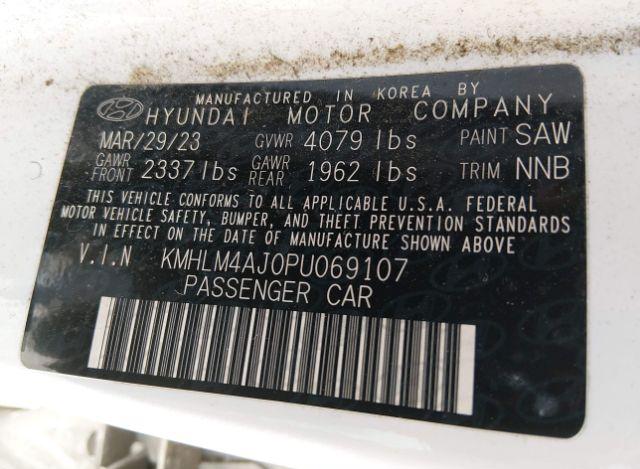 MANUFACTURED IN KOREA BY
HYUNDAI MOTOR COMPANY
MAR/29/23 GVWR 4079 lbs PAINT SAW
GAWR FRONT 2337 lbs GAWR REAR 1962 lbs TRIM NNB
THIS VEHICLE CONFORMS TO ALL APPLICABLE U.S.A. FEDERAL
MOTOR VEHICLE SAFETY, BUMPER, AND THEFT PREVENTION STANDARDS
IN EFFECT ON THE DATE OF MANUFACTURE SHOWN ABOVE
V.I.N KMHLM4AJ0PU069107
PASSENGER CAR